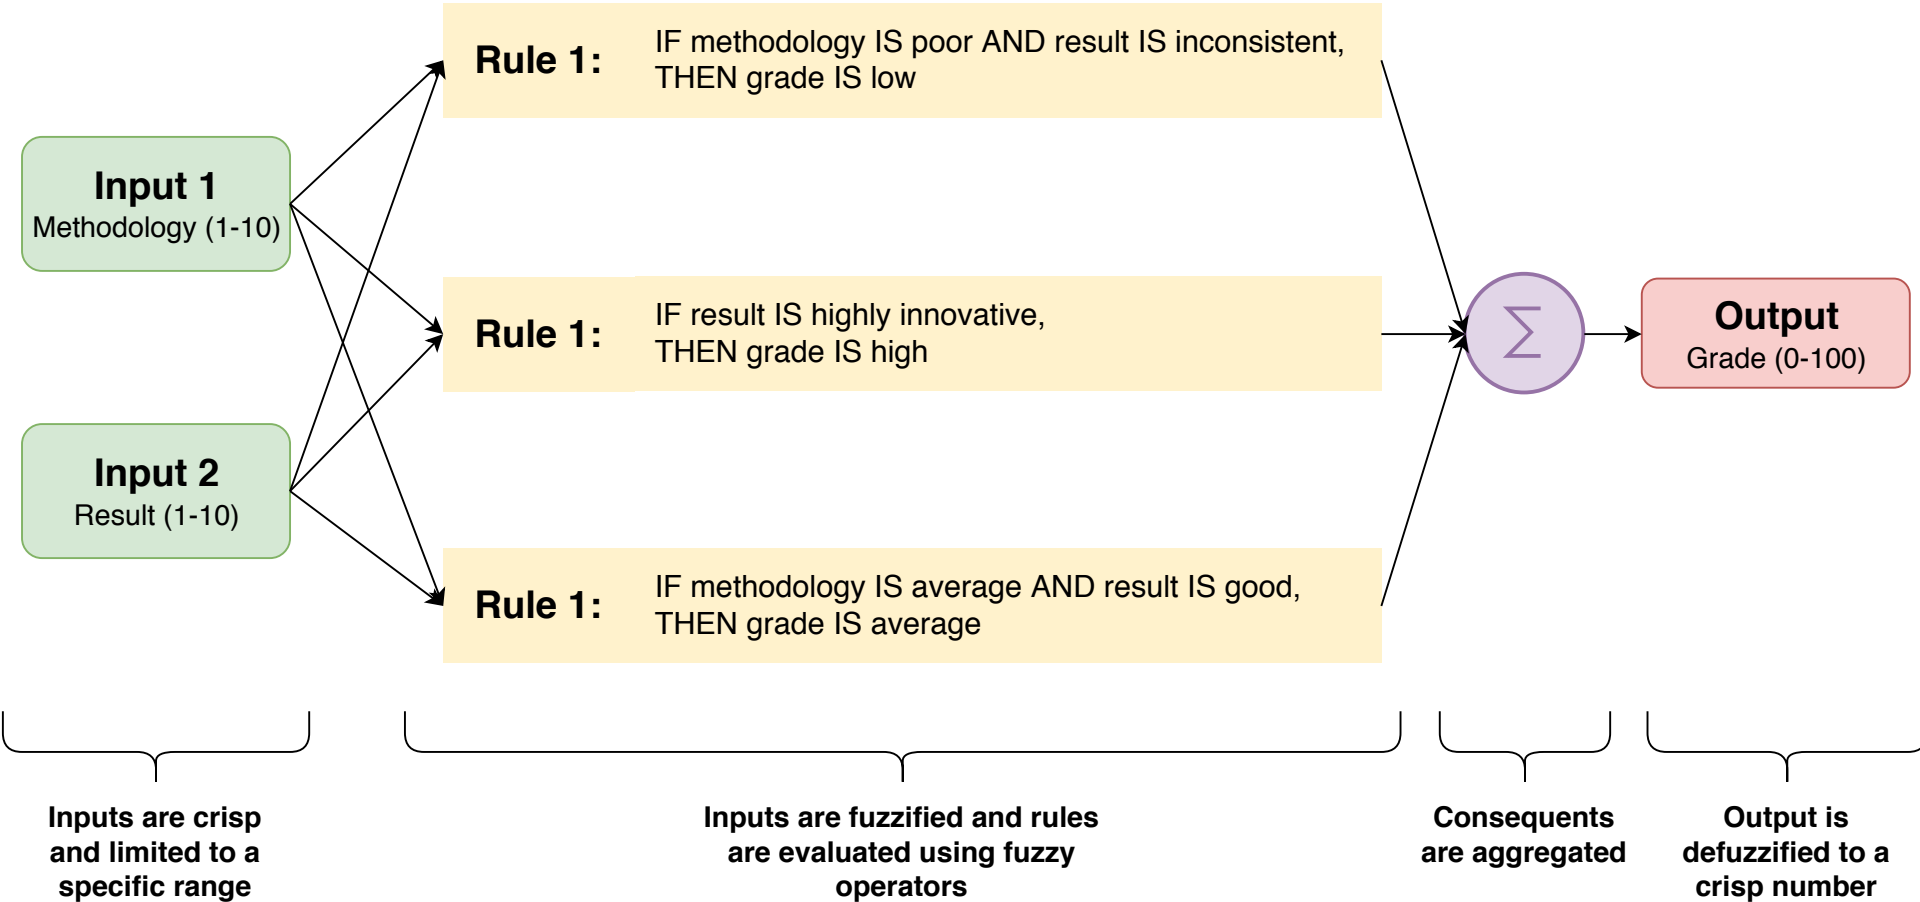 Input 1
Methodology (1-10)
Input 2
Result (1-10)
Rule 1:
IF methodology IS poor AND result IS inconsistent,
THEN grade IS low
Rule 1:
IF result IS highly innovative,
THEN grade IS high
Rule 1:
IF methodology IS average AND result IS good,
THEN grade IS average
∑
Output
Grade (0-100)
Inputs are crisp
and limited to a
specific range
Inputs are fuzzified and rules
are evaluated using fuzzy
operators
Consequents
are aggregated
Output is
defuzzified to a
crisp number